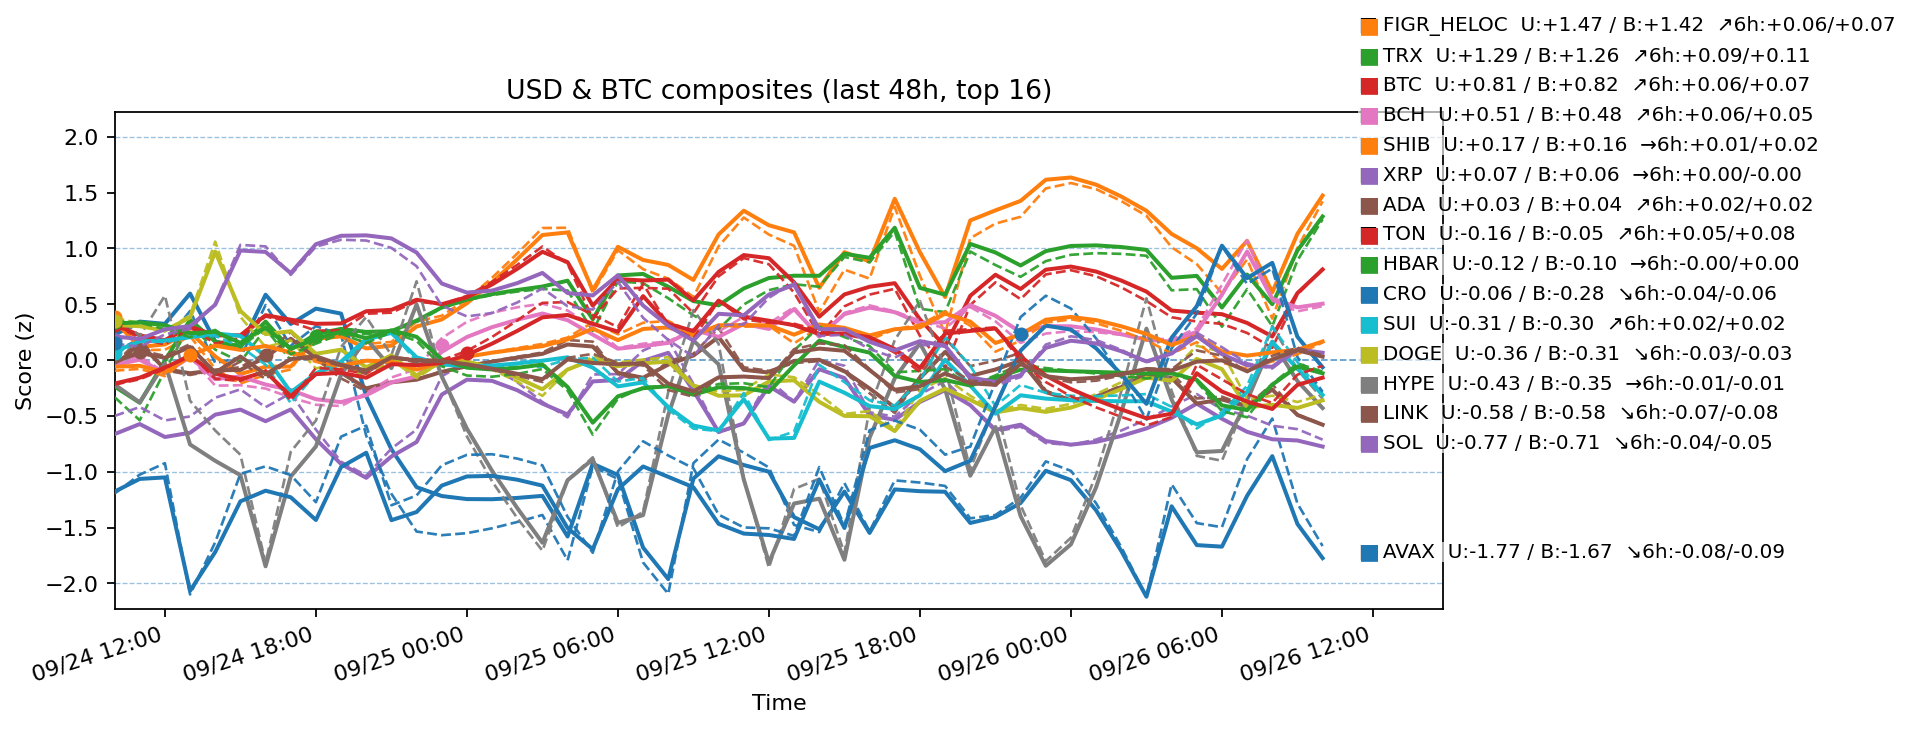 FIGR_HELOC U:+1.47 / B:+1.42 ↗6h:+0.06/+0.07
TRX U:+1.29 / B:+1.26 ↗6h:+0.09/+0.11
USD & BTC composites (last 48h, top 16)
BTC U:+0.81 / B:+0.82 ↗6h:+0.06/+0.07
BCH U:+0.51 / B:+0.48 ↗6h:+0.06/+0.05
SHIB U:+0.17 / B:+0.16 →6h:+0.01/+0.02
XRP U:+0.07 / B:+0.06 →6h:+0.00/-0.00
ADA U:+0.03 / B:+0.04 ↗6h:+0.02/+0.02
TON U:-0.16 / B:-0.05 ↗6h:+0.05/+0.08
HBAR U:-0.12 / B:-0.10 →6h:-0.00/+0.00
CRO U:-0.06 / B:-0.28 ↘6h:-0.04/-0.06
SUI U:-0.31 / B:-0.30 ↗6h:+0.02/+0.02
DOGE U:-0.36 / B:-0.31 ↘6h:-0.03/-0.03
HYPE U:-0.43 / B:-0.35 →6h:-0.01/-0.01
LINK U:-0.58 / B:-0.58 ↘6h:-0.07/-0.08
SOL U:-0.77 / B:-0.71 ↘6h:-0.04/-0.05
AVAX U:-1.77 / B:-1.67 ↘6h:-0.08/-0.09
2.0
1.5
1.0
0.5
0.0
−0.5
−1.0
−1.5
−2.0
Score (z)
09/24 12:00
09/24 18:00
09/25 00:00
09/25 06:00
09/25 12:00
09/25 18:00
09/26 00:00
09/26 06:00
09/26 12:00
Time